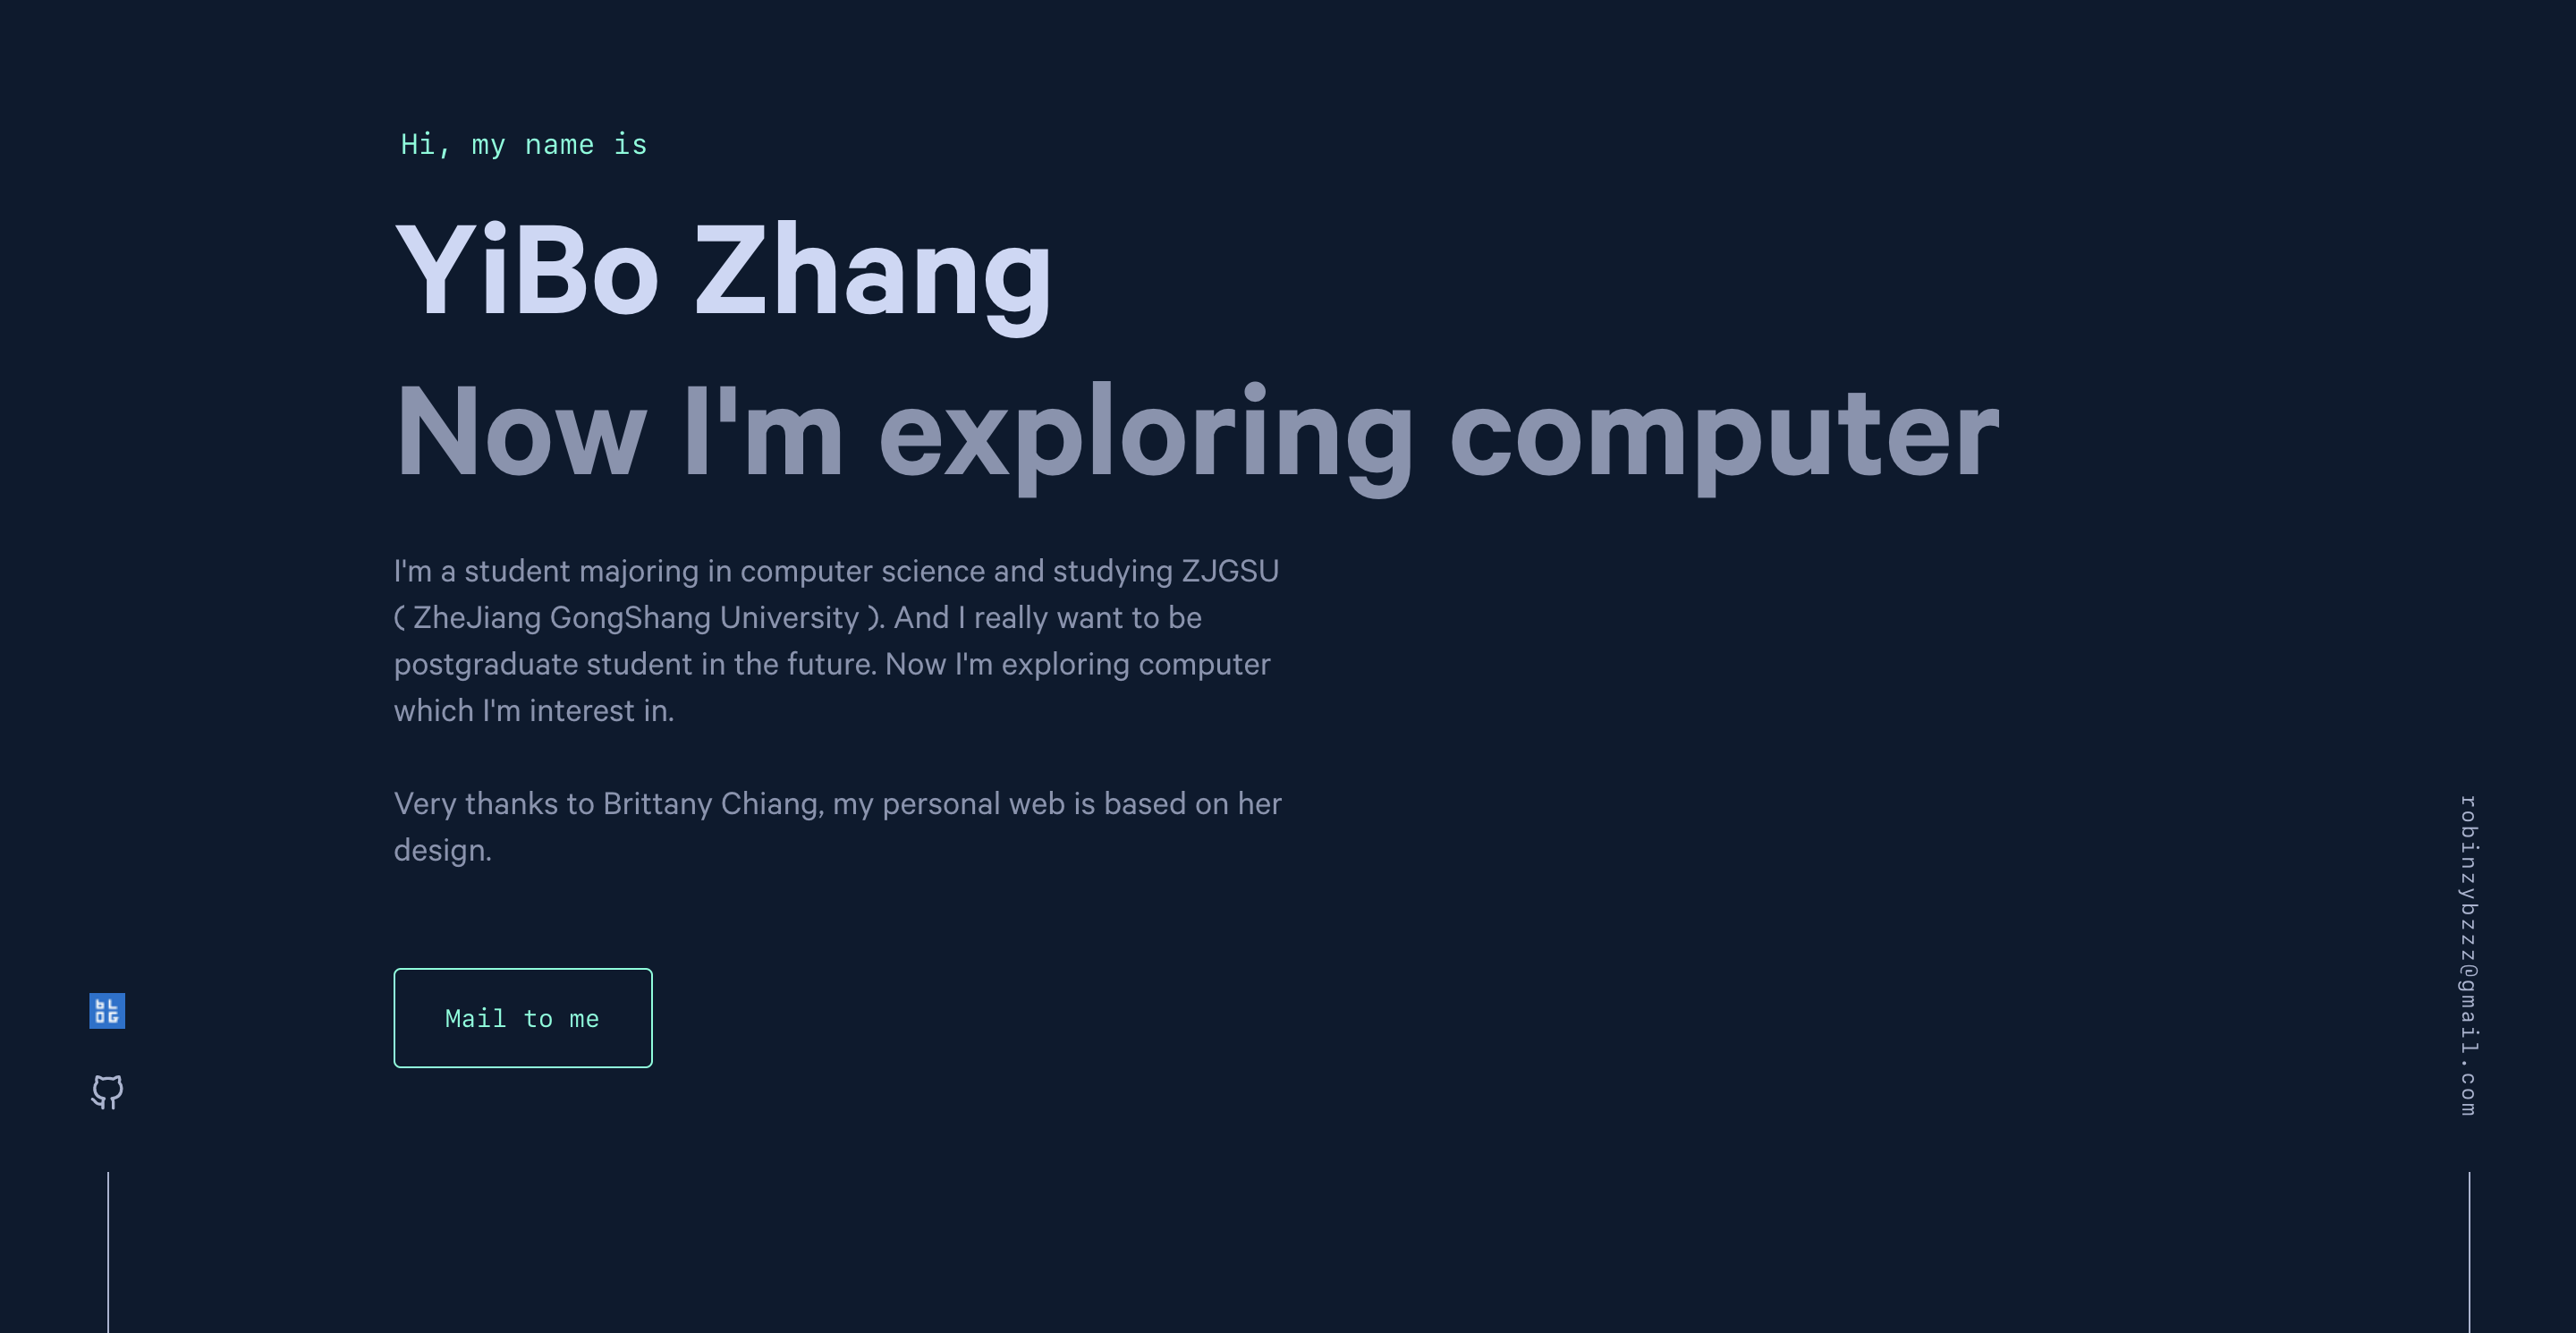 Hi, my name is
YiBo Zhang
Now I'm exploring computer
I'm a student majoring in computer science and studying ZJGSU
( ZheJiang GongShang University ). And I really want to be
postgraduate student in the future. Now I'm exploring computer
which I'm interest in.
Very thanks to Brittany Chiang, my personal web is based on her
design.
Mail to me
bL
OG
robinzybzzz@gmail.com